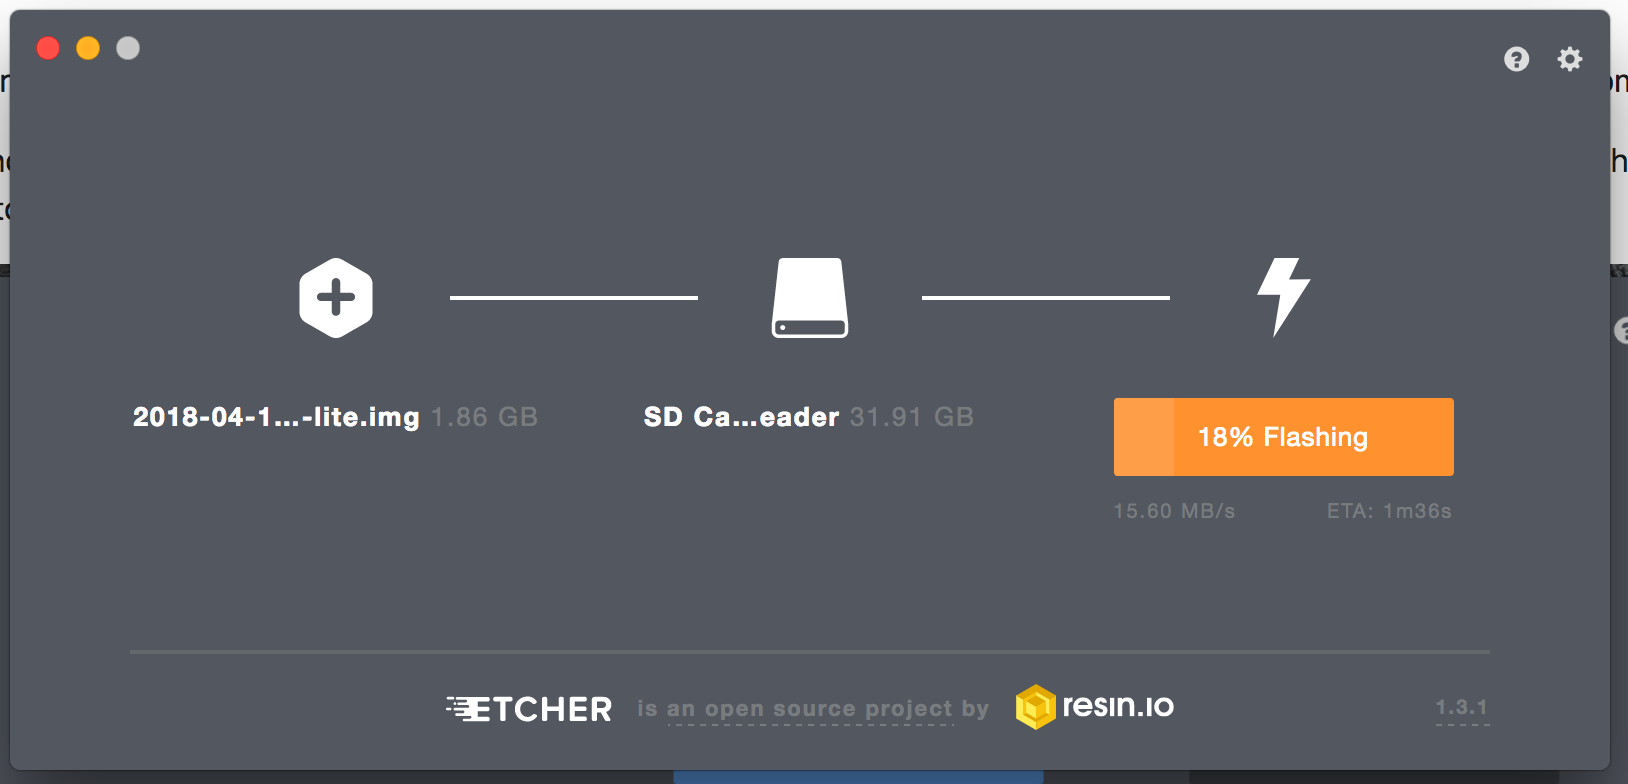 2018-04-1...-lite.img 1.86 GB
SD Ca...eader 31.91 GB
18% Flashing
15.60 MB/s ETA: 1m36s
ETCHER is an open source project by resin.io 1.3.1